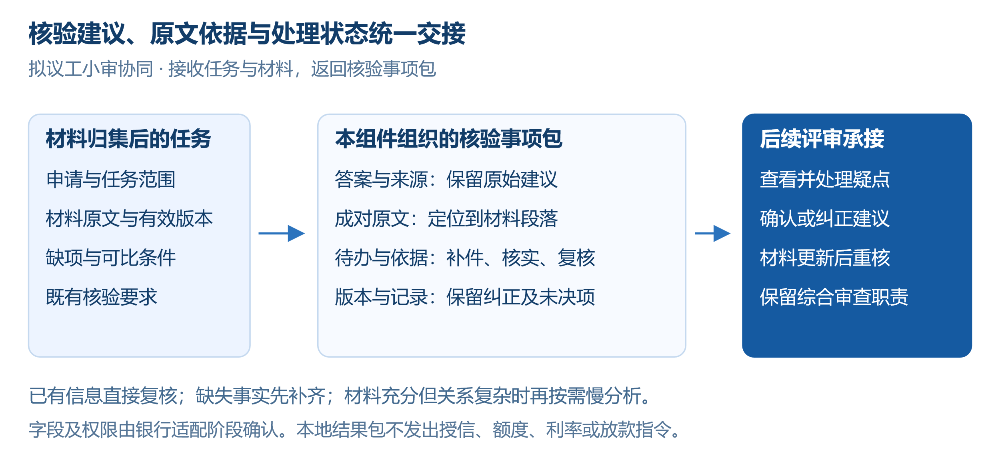 核验建议、原文依据与处理状态统一交接
拟议工小审协同 · 接收任务与材料，返回核验事项包
材料归集后的任务
申请与任务范围
材料原文与有效版本
缺项与可比条件
既有核验要求
本组件组织的核验事项包
答案与来源：保留原始建议
成对原文：定位到材料段落
待办与依据：补件、核实、复核
版本与记录：保留纠正及未决项
后续评审承接
查看并处理疑点
确认或纠正建议
材料更新后重核
保留综合审查职责
已有信息直接复核；缺失事实先补齐；材料充分但关系复杂时再按需慢分析。
字段及权限由银行适配阶段确认。本地结果包不发出授信、额度、利率或放款指令。